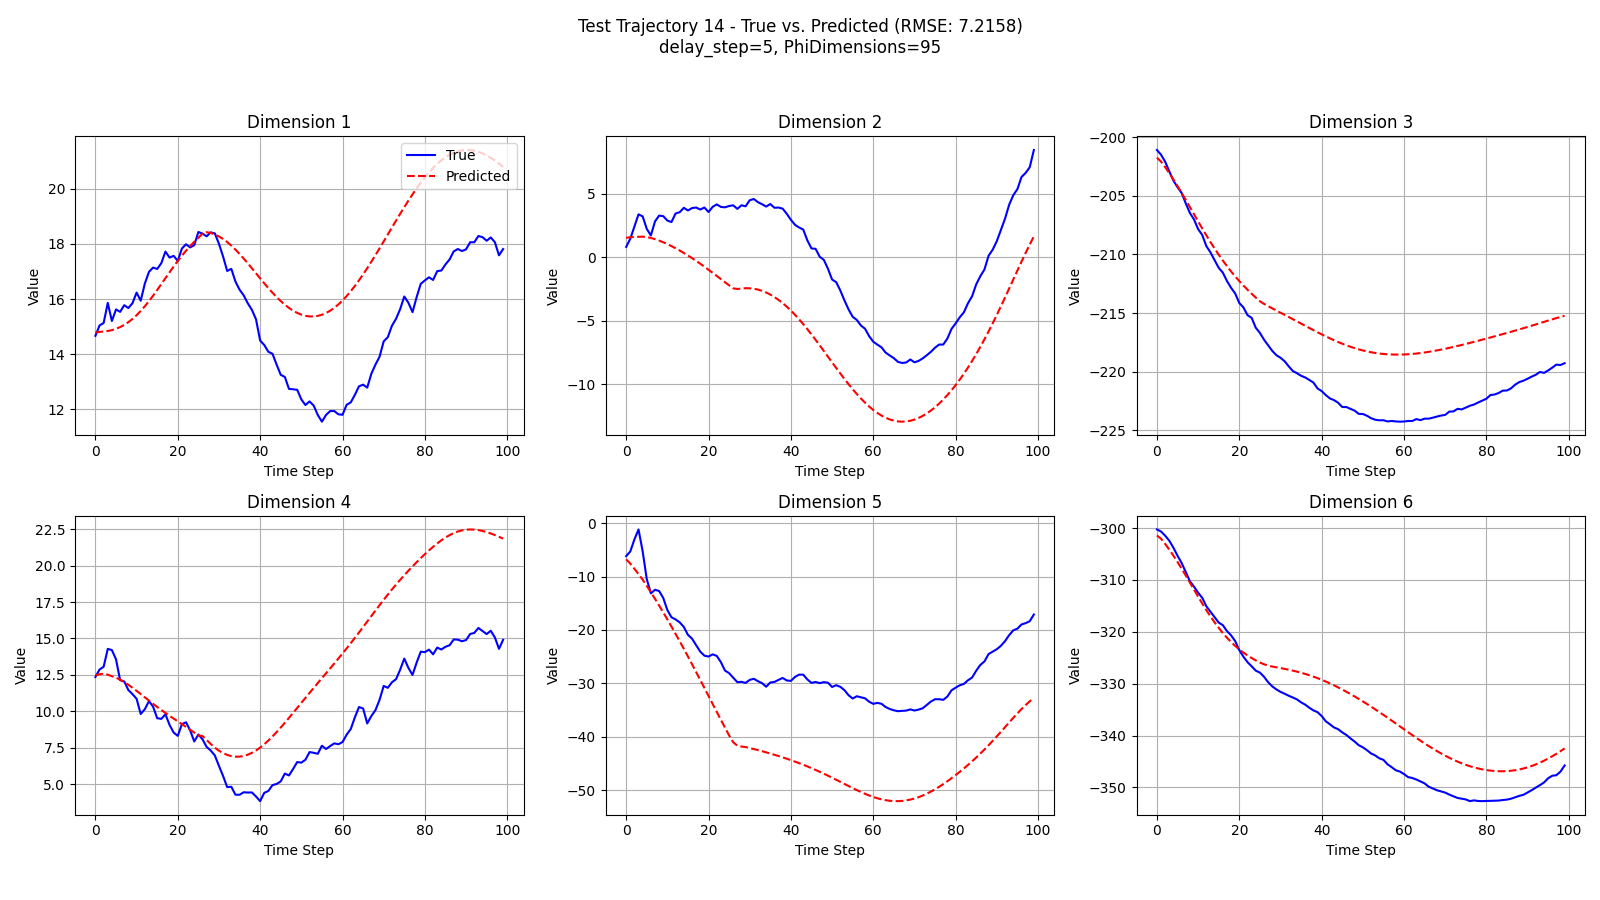 Test Trajectory 14 - True vs. Predicted (RMSE: 7.2158)
delay_step=5, PhiDimensions=95
Dimension 1
Value
20
18
16
14
12
0 20 40 60 80 100
Time Step
True
Predicted
Dimension 2
Value
5
0
−5
−10
0 20 40 60 80 100
Time Step
Dimension 3
Value
−200
−205
−210
−215
−220
−225
0 20 40 60 80 100
Time Step
Dimension 4
Value
22.5
20.0
17.5
15.0
12.5
10.0
7.5
5.0
0 20 40 60 80 100
Time Step
Dimension 5
Value
0
−10
−20
−30
−40
−50
0 20 40 60 80 100
Time Step
Dimension 6
Value
−300
−310
−320
−330
−340
−350
0 20 40 60 80 100
Time Step